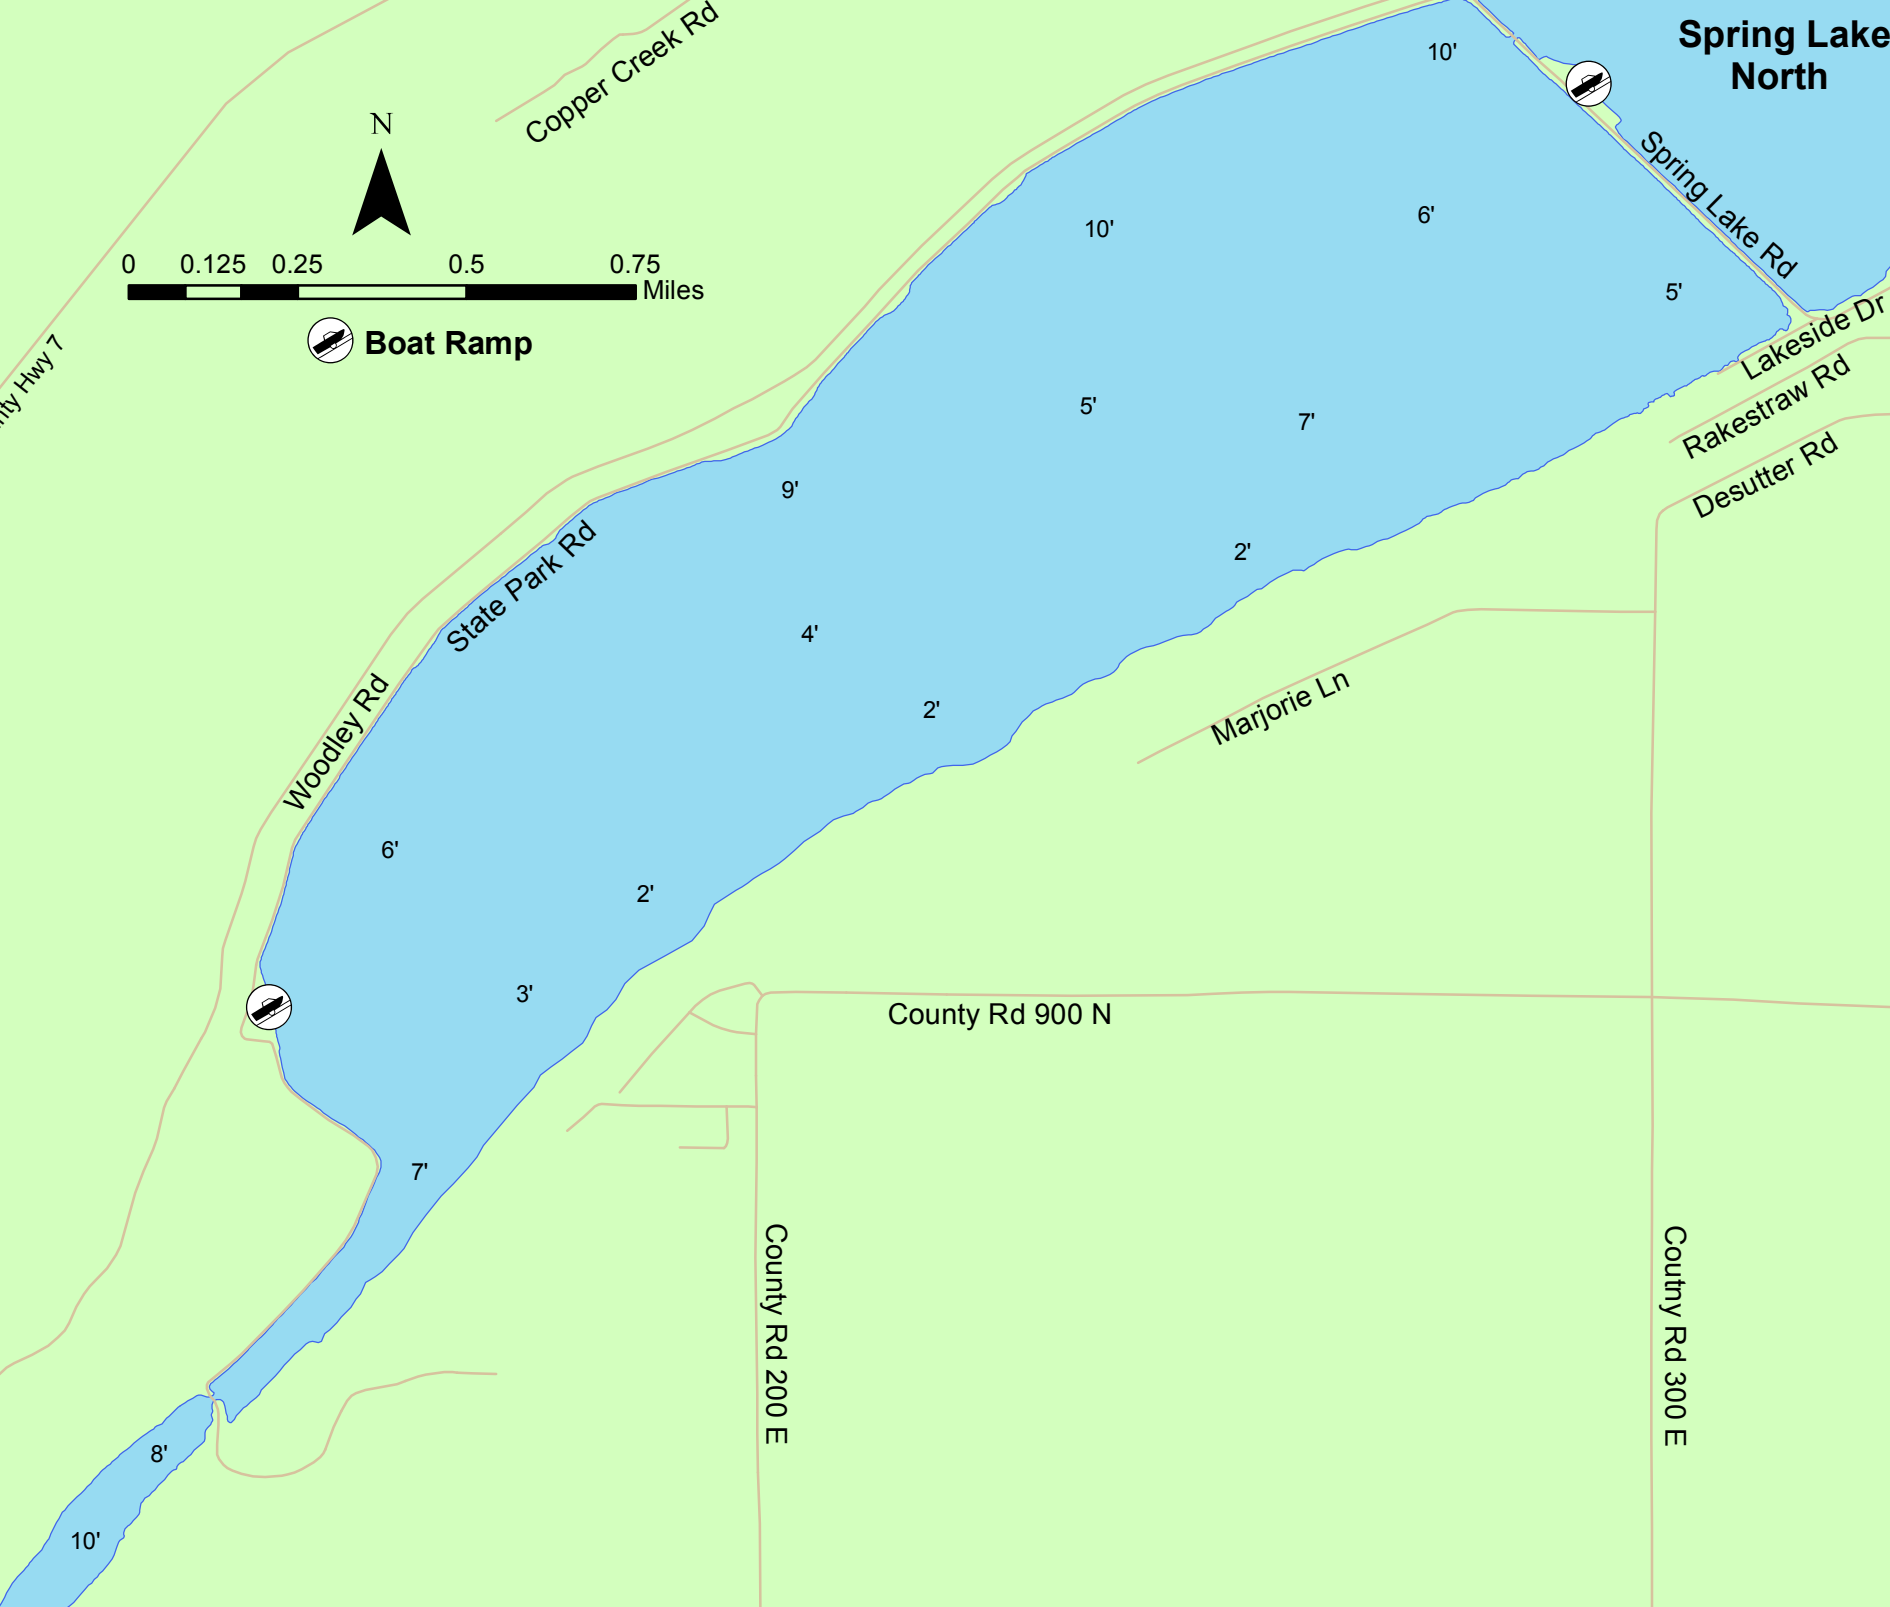 Spring Lake
North
Copper Creek Rd
10'
N
Spring Lake Rd
10'
6'
0 0.125 0.25 0.5 0.75
Miles
5'
Boat Ramp
Lakeside Dr
Hwy 7
Rakestraw Rd
5'
7'
Desutter Rd
9'
State Park Rd
2'
4'
Marjorie Ln
2'
Woodley Rd
6'
2'
3'
County Rd 900 N
7'
County Rd 200 E
Coutny Rd 300 E
8'
10'